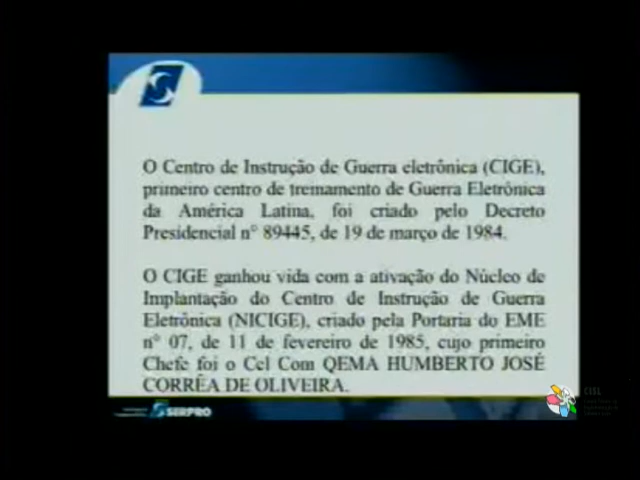 O Centro de Instrução de Guerra eletrônica (CIGE),
primeiro centro de treinamento de Guerra Eletrônica
da América Latina, foi criado pelo Decreto
Presidencial n° 89445, de 19 de março de 1984.
O CIGE ganhou vida com a ativação do Núcleo de
Implantação do Centro de Instrução de Guerra
Eletrônica (NICIGE), criado pela Portaria do EME
n° 07, de 11 de fevereiro de 1985, cujo primeiro
Chefe foi o Cel Com QEMA HUMBERTO JOSÉ
CORRÊA DE OLIVEIRA.
SERPRO